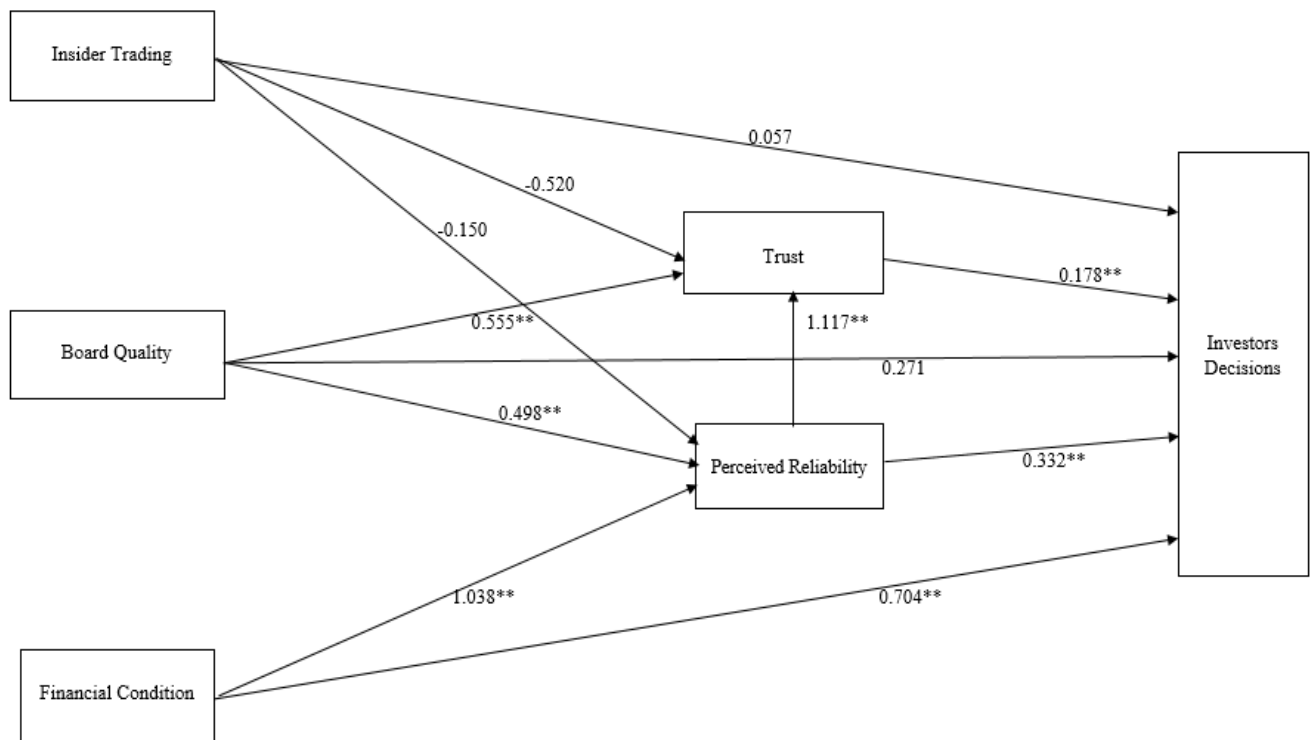 Insider Trading
0.057
-0.520
-0.150
Trust
0.178**
0.555**
1.117**
Board Quality
Investors
Decisions
0.271
0.498**
Perceived Reliability
0.332**
1.038**
0.704**
Financial Condition